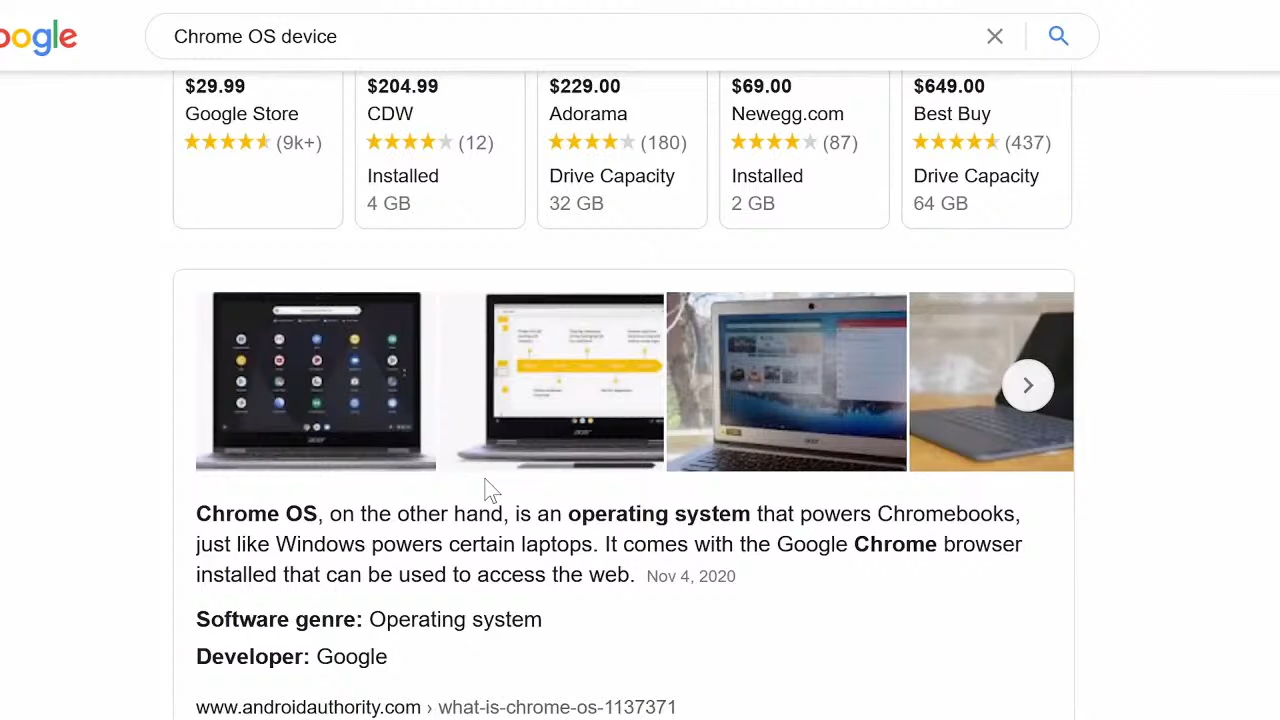 oogle
Chrome OS device
$29.99
Google Store
(9k+)
$204.99
CDW
(12)
Installed
4 GB
$229.00
Adorama
(180)
Drive Capacity
32 GB
$69.00
Newegg.com
(87)
Installed
2 GB
$649.00
Best Buy
(437)
Drive Capacity
64 GB
acer
acer
acer
Chrome OS, on the other hand, is an operating system that powers Chromebooks,
just like Windows powers certain laptops. It comes with the Google Chrome browser
installed that can be used to access the web. Nov 4, 2020
Software genre: Operating system
Developer: Google
www.androidauthority.com › what-is-chrome-os-1137371